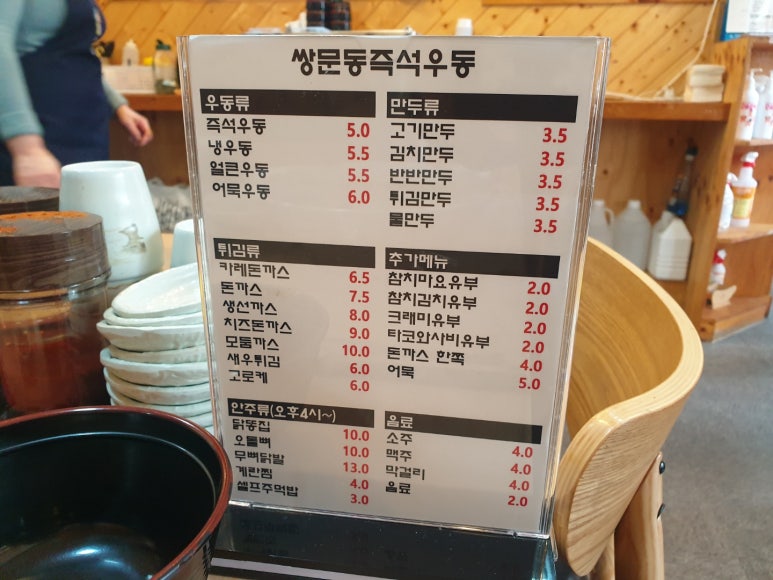 쌍문동즉석우동
우동류
즉석우동 5.0
냉우동 5.5
얼큰우동 5.5
어묵우동 6.0
만두류
고기만두 3.5
김치만두 3.5
반반만두 3.5
튀김만두 3.5
물만두 3.5
튀김류
카레돈까스 6.5
돈까스 7.5
생선까스 8.0
치즈돈까스 9.0
모둠까스 10.0
새우튀김 6.0
고로케 6.0
추가메뉴
참치마요유부 2.0
참치김치유부 2.0
크래미유부 2.0
타코와사비유부 2.0
돈까스 한쪽 4.0
어묵 5.0
안주류(오후4시~)
닭똥집 10.0
오돌뼈 10.0
무뼈닭발 13.0
계란찜 4.0
셀프주먹밥 3.0
음료
소주 4.0
맥주 4.0
막걸리 4.0
음료 2.0